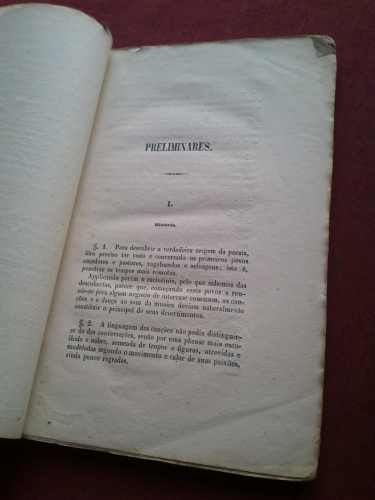 PRELIMINARES.
I.
Historia.
§. 1. Para descobrir a verdadeira origem da poesia,
fôra preciso ter visto e conversado os primeiros povos
caçadores e pastores, vagabundos e selvagens; isto é,
penetrar os tempos mais remotos.
Applicando porém o raciocinio, pelo que sabemos das
descobertas, parece que, começando esses povos a reu-
nir-se para algum negocio de interesse commum, as can-
ções e a dança ao som da musica deviam naturalmente
constituir o principal de seus divertimentos.
§. 2. A linguagem das canções não podia distinguir-
se da das conversações, senão por uma phrase mais esco-
lhida e nobre, semeada de tropos e figuras, atrevidas e
modeladas segundo o movimento e calor de suas paixões,
ainda pouco regradas.